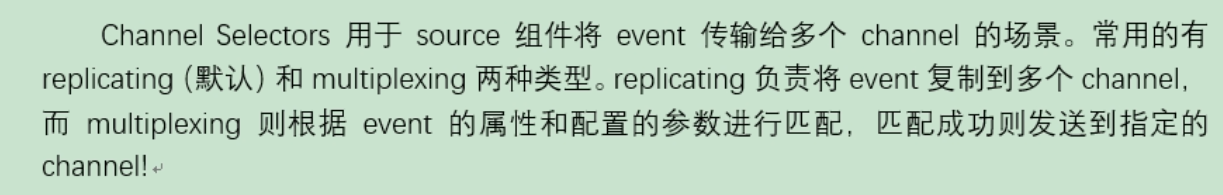 Channel Selectors 用于 source 组件将 event 传输给多个 channel 的场景。常用的有
replicating（默认）和 multiplexing 两种类型。replicating 负责将 event 复制到多个 channel，
而 multiplexing 则根据 event 的属性和配置的参数进行匹配，匹配成功则发送到指定的
channel!